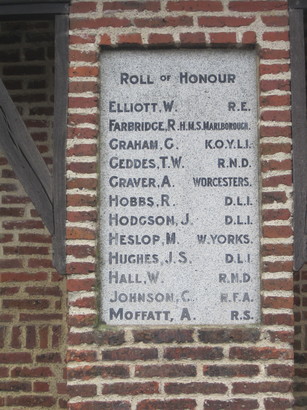 ROLL OF HONOUR
ELLIOTT, W. R.E.
FARBRIDGE, R. H.M.S. MARLBOROUGH.
GRAHAM, G. K.O.Y.L.I.
GEDDES, T.W. R.N.D.
GRAVER, A. WORCESTERS.
HOBBS, R. D.L.I.
HODGSON, J. D.L.I.
HESLOP, M. W.YORKS.
HUGHES, J.S. D.L.I.
HALL, W. R.N.D.
JOHNSON, C. R.F.A.
MOFFATT, A. R.S.